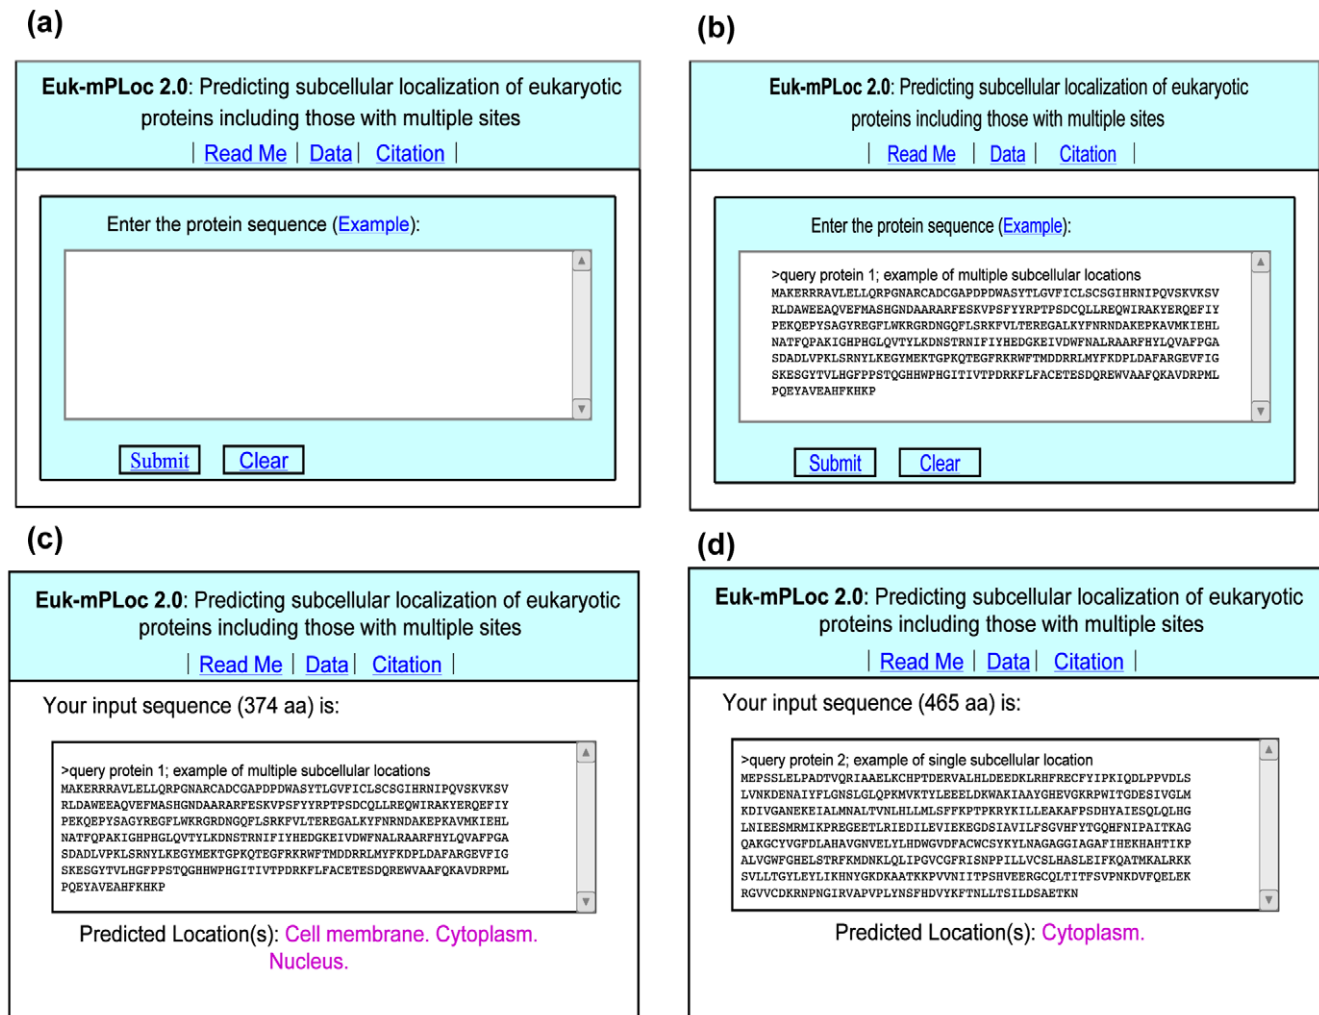 (a)
Euk-mPLoc 2.0: Predicting subcellular localization of eukaryotic
proteins including those with multiple sites
| Read Me | Data | Citation |
Enter the protein sequence (Example):
Submit Clear
(b)
Euk-mPLoc 2.0: Predicting subcellular localization of eukaryotic
proteins including those with multiple sites
| Read Me | Data | Citation |
Enter the protein sequence (Example):
>query protein 1; example of multiple subcellular locations
MAKERRRAVLELLQRPGNARCADCGAPDPDWASYTLGVFICLSCSGIHRNIPQVSKVKSV
RLDAWEEAQVEFMASHGNDAARARFESKVPSFYYRPTPSDCQLLREQWIRAKYERQEFIY
PEKQEPYSAGYREGFLWKRGRDNGQFLSRKFVLTEREGALKYFNRNDAKEPKAVMKIEHL
NATFQPAKIGHPHGLQVTYLKDNSTRNIFIYHEDGKEIVDWFNALRAARFHYLQVAFPGA
SDADLVPKLSRNYLKEGYMEKTGPKQTEGFRKRWFTMDDRRLMYFKDPLDAFARGEVFIG
SKESGYTVLHGFPPSTQGHHWPHGITIVTPDRKFLFACETESDQREWVAAFQKAVDRPML
PQEYAVEAHFKHKP
Submit Clear
(c)
Euk-mPLoc 2.0: Predicting subcellular localization of eukaryotic
proteins including those with multiple sites
| Read Me | Data | Citation |
Your input sequence (374 aa) is:
>query protein 1; example of multiple subcellular locations
MAKERRRAVLELLQRPGNARCADCGAPDPDWASYTLGVFICLSCSGIHRNIPQVSKVKSV
RLDAWEEAQVEFMASHGNDAARARFESKVPSFYYRPTPSDCQLLREQWIRAKYERQEFIY
PEKQEPYSAGYREGFLWKRGRDNGQFLSRKFVLTEREGALKYFNRNDAKEPKAVMKIEHL
NATFQPAKIGHPHGLQVTYLKDNSTRNIFIYHEDGKEIVDWFNALRAARFHYLQVAFPGA
SDADLVPKLSRNYLKEGYMEKTGPKQTEGFRKRWFTMDDRRLMYFKDPLDAFARGEVFIG
SKESGYTVLHGFPPSTQGHHWPHGITIVTPDRKFLFACETESDQREWVAAFQKAVDRPML
PQEYAVEAHFKHKP
Predicted Location(s): Cell membrane. Cytoplasm.
Nucleus.
(d)
Euk-mPLoc 2.0: Predicting subcellular localization of eukaryotic
proteins including those with multiple sites
| Read Me | Data | Citation |
Your input sequence (465 aa) is:
>query protein 2; example of single subcellular location
MEPSSLELPADTVQRIAAELKCHPTDERVALHLDEEDKLRHFRECFYIPKIQDLPPVDLS
LVNKDENAIYFLGNSLGLQPKMVKTYLEEELDKWAKIAAYGHEVGKRPWITGDESIVGLM
KDIVGANEKEIALMNALTVNLHLLMLSFFKPTPKRYKILLEAKAFPSDHYAIESQLQLHG
LNIEESMRMIKPREGEETLRIEDILEVIEKEGDSIAVILFSGVHFYTGQHFNIPAITKAG
QAKGCYVGFDLAHAVGNVELYLHDWGVDFACWCSYKYLNAGAGGIAGAFIHEKHAHTIKP
ALVGWFGHELSTRFKMDNKLQLIPGVCGFRISNPPILLVCSLHASLEIFKQATMKALRKK
SVLLTGYLEYLIKHNYGKDKAATKKPVVNIITPSHVEERGCQLTITFSVPNKDVFQELEK
RGVVCDKRNPNGIRVAPVPLYNSFHDVYKFTNLLTSILDSAETKN
Predicted Location(s): Cytoplasm.